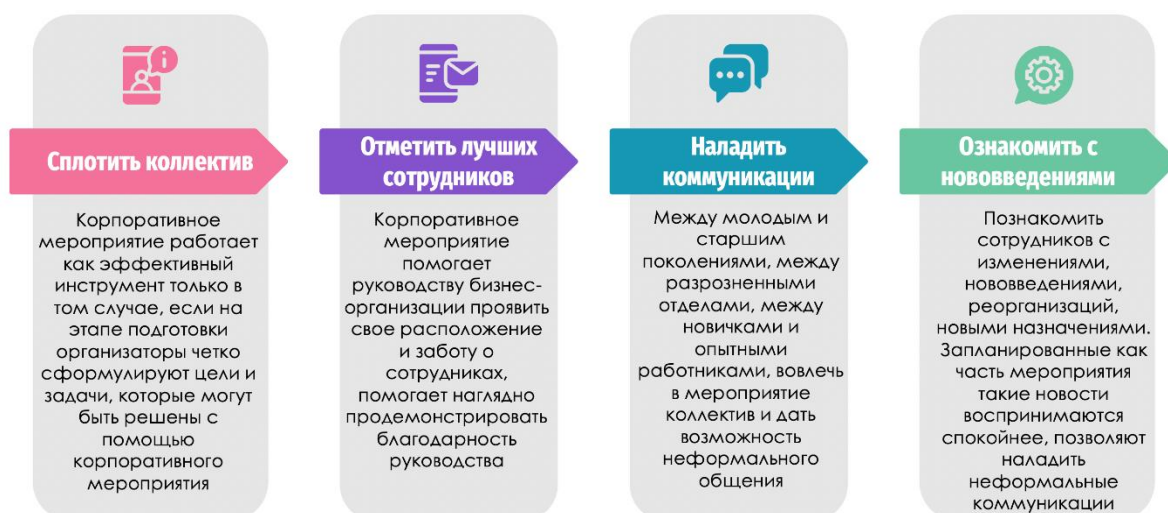 Сплотить коллектив
Корпоративное
мероприятие работает
как эффективный
инструмент только в
том случае, если на
этапе подготовки
организаторы четко
сформулируют цели и
задачи, которые могут
быть решены с
помощью
корпоративного
мероприятия
Отметить лучших
сотрудников
Корпоративное
мероприятие
помогает
руководству бизнес-
организации проявить
свое расположение
и заботу о
сотрудниках,
помогает наглядно
продемонстрировать
благодарность
руководства
Наладить
коммуникации
Между молодым и
старшим
поколениями, между
разрозненными
отделами, между
новичками и
опытными
работниками, вовлечь
в мероприятие
коллектив и дать
возможность
неформального
общения
Ознакомить с
нововведениями
Познакомить
сотрудников с
изменениями,
нововведениями,
реорганизаций,
новыми назначениями.
Запланированные как
часть мероприятия
такие новости
воспринимаются
спокойнее, позволяют
наладить
неформальные
коммуникации